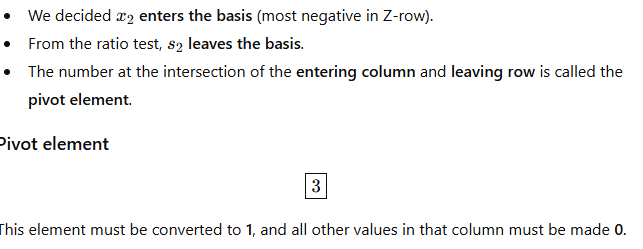 • We decided x₂ enters the basis (most negative in Z-row).
• From the ratio test, s₂ leaves the basis.
• The number at the intersection of the entering column and leaving row is called the
pivot element.
Pivot element
3
This element must be converted to 1, and all other values in that column must be made 0.